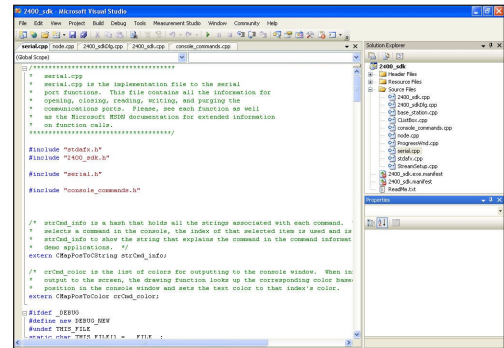 2400_sdk - Microsoft Visual Studio
File Edit View Project Build Debug Tools Measurement Studio Window Community Help
serial.cpp node.cpp 2400_sdkDlg.cpp 2400_sdk.cpp console_commands.cpp
(Global Scope)
/***********************************
* serial.cpp
* serial.cpp is the implementation file to the serial
* port functions. This file contains all the information for
* opening, closing, reading, writing, and purging the
* communications ports. Please, see each function as well
* as the Microsoft MSDN documentation for extended information
* on function calls.
***********************************/
#include "stdafx.h"
#include "2400_sdk.h"
#include "serial.h"
#include "console_commands.h"
/* strCmd_info is a hash that holds all the strings associated with each command.
* selects a command in the console, the index of that selected item is used and is
* strCmd_info to show the string that explains the command in the command informat
* demo applications. */
extern CMapPosToCString strCmd_info;
/* crCmd_color is the list of colors for outputting to the console window. When in
* output to the screen, the drawing function looks up the corresponding color base
* position in the console window and sets the text color to that index's color.
extern CMapPosToColor crCmd_color;
#ifdef _DEBUG
#define new DEBUG_NEW
#undef THIS_FILE
static char THIS_FILE[] = __FILE__;
Solution Explorer
2400_sdk
Header Files
Resource Files
Source Files
2400_sdk.cpp
2400_sdkDlg.cpp
base_station.cpp
CListBox.cpp
console_commands.cpp
node.cpp
ProgressWnd.cpp
serial.cpp
stdafx.cpp
StreamSetup.cpp
2400_sdk.exe.manifest
2400_sdk.manifest
ReadMe.txt
Properties